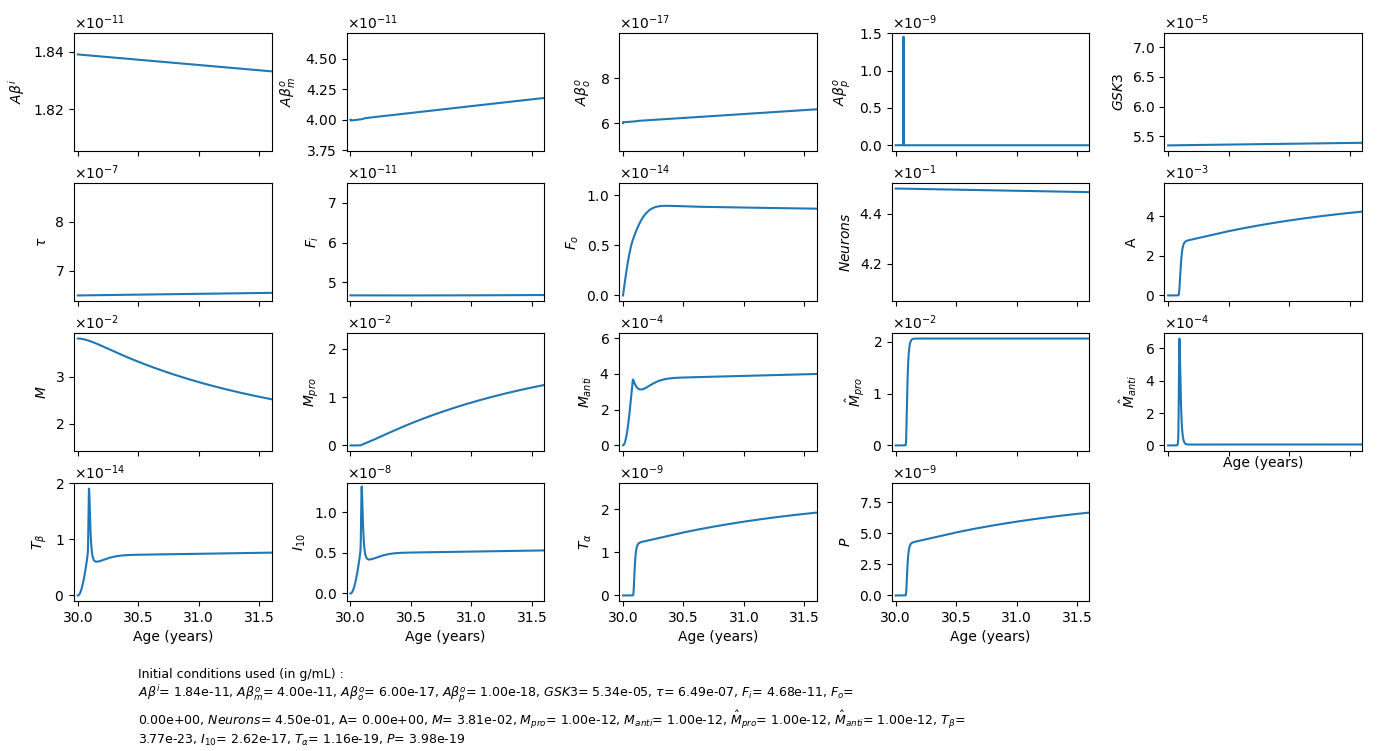 ×10⁻¹¹ ×10⁻¹¹ ×10⁻¹⁷ ×10⁻⁹ ×10⁻⁵
Aβⁱ 1.84 1.82
Aβᵒₘ 4.50 4.25 4.00 3.75
Aβᵒₒ 8 6
Aβᵒₚ 1.5 1.0 0.5 0.0
GSK3 7.0 6.5 6.0 5.5
×10⁻⁷ ×10⁻¹¹ ×10⁻¹⁴ ×10⁻¹ ×10⁻³
τ 8 7
Fᵢ 7 6 5
Fₒ 1.0 0.5 0.0
Neurons 4.4 4.2
A 4 2 0
×10⁻² ×10⁻² ×10⁻⁴ ×10⁻² ×10⁻⁴
M 3 2
Mₚᵣₒ 2 1 0
Mₐₙₜᵢ 6 4 2 0
M̂ₚᵣₒ 2 1 0
M̂ₐₙₜᵢ 6 4 2 0
Age (years)
×10⁻¹⁴ ×10⁻⁸ ×10⁻⁹ ×10⁻⁹
Tᵦ 2 1 0
I₁₀ 1.0 0.5 0.0
T_α 2 1 0
P 7.5 5.0 2.5 0.0
30.0 30.5 31.0 31.5 30.0 30.5 31.0 31.5 30.0 30.5 31.0 31.5 30.0 30.5 31.0 31.5
Age (years) Age (years) Age (years) Age (years)
Initial conditions used (in g/mL) :
Aβⁱ= 1.84e-11, Aβᵒₘ= 4.00e-11, Aβᵒₒ= 6.00e-17, Aβᵒₚ= 1.00e-18, GSK3= 5.34e-05, τ= 6.49e-07, Fᵢ= 4.68e-11, Fₒ=
0.00e+00, Neurons= 4.50e-01, A= 0.00e+00, M= 3.81e-02, Mₚᵣₒ= 1.00e-12, Mₐₙₜᵢ= 1.00e-12, M̂ₚᵣₒ= 1.00e-12, M̂ₐₙₜᵢ= 1.00e-12, Tᵦ=
3.77e-23, I₁₀= 2.62e-17, T_α= 1.16e-19, P= 3.98e-19